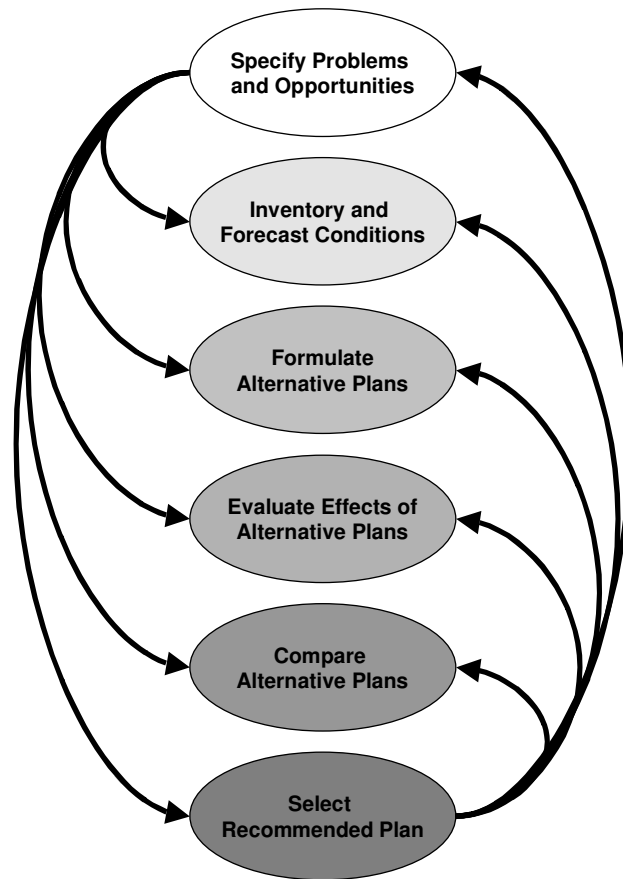 Specify Problems
and Opportunities
Inventory and
Forecast Conditions
Formulate
Alternative Plans
Evaluate Effects of
Alternative Plans
Compare
Alternative Plans
Select
Recommended Plan